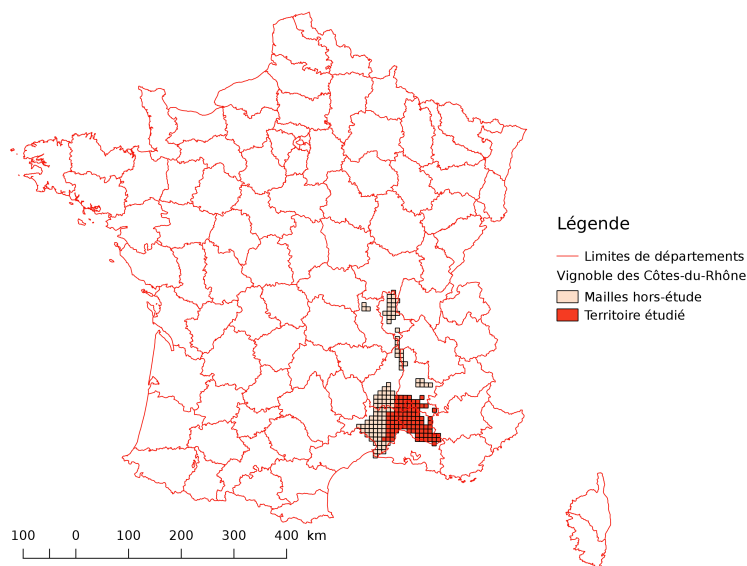 Légende
Limites de départements
Vignoble des Côtes-du-Rhône
Mailles hors-étude
Territoire étudié
100 0 100 200 300 400 km